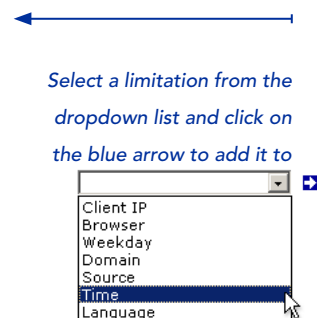 Select a limitation from the
dropdown list and click on
the blue arrow to add it to
Client IP
Browser
Weekday
Domain
Source
Time
Language